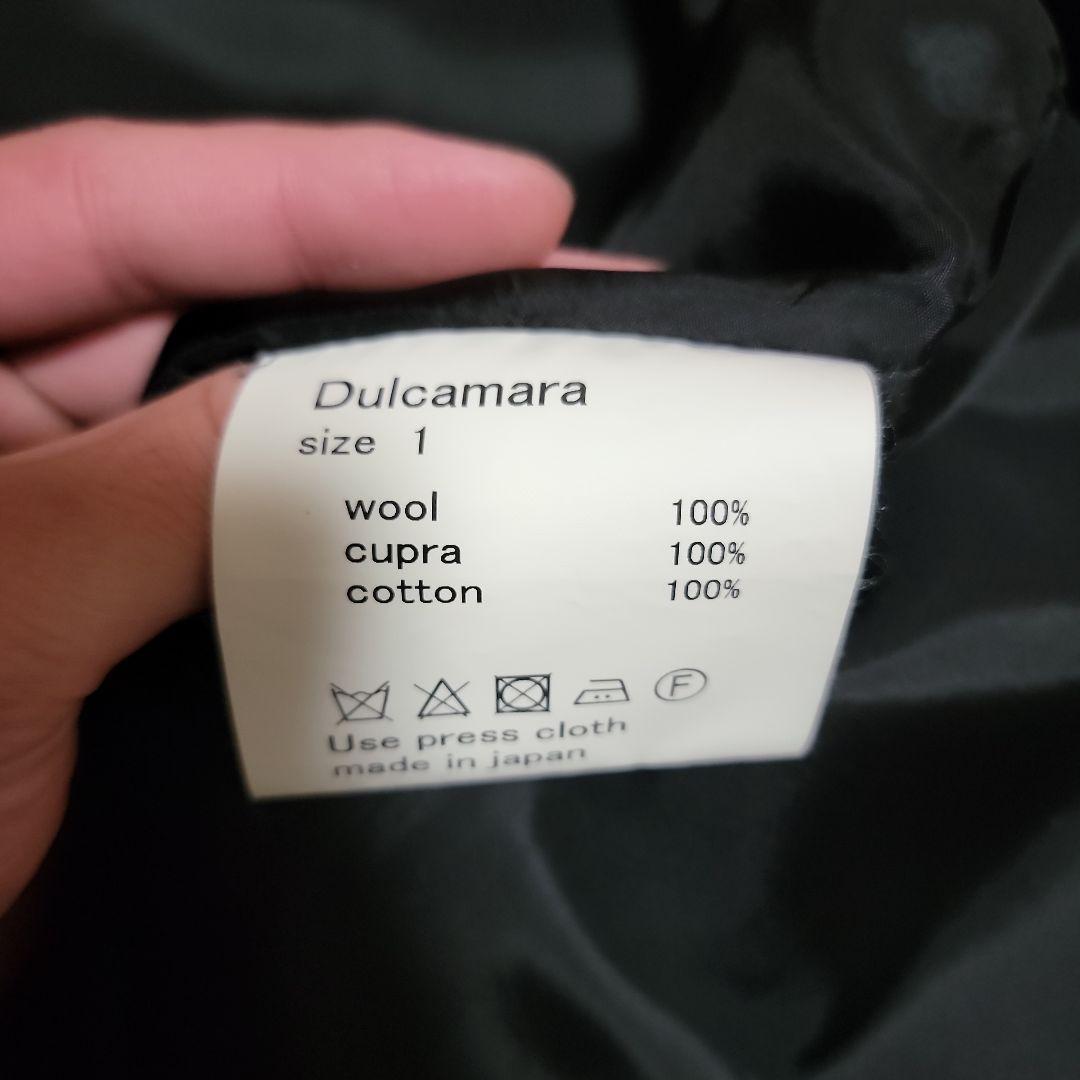 Dulcamara
size 1
wool 100%
cupra 100%
cotton 100%
F
Use press cloth
made in japan